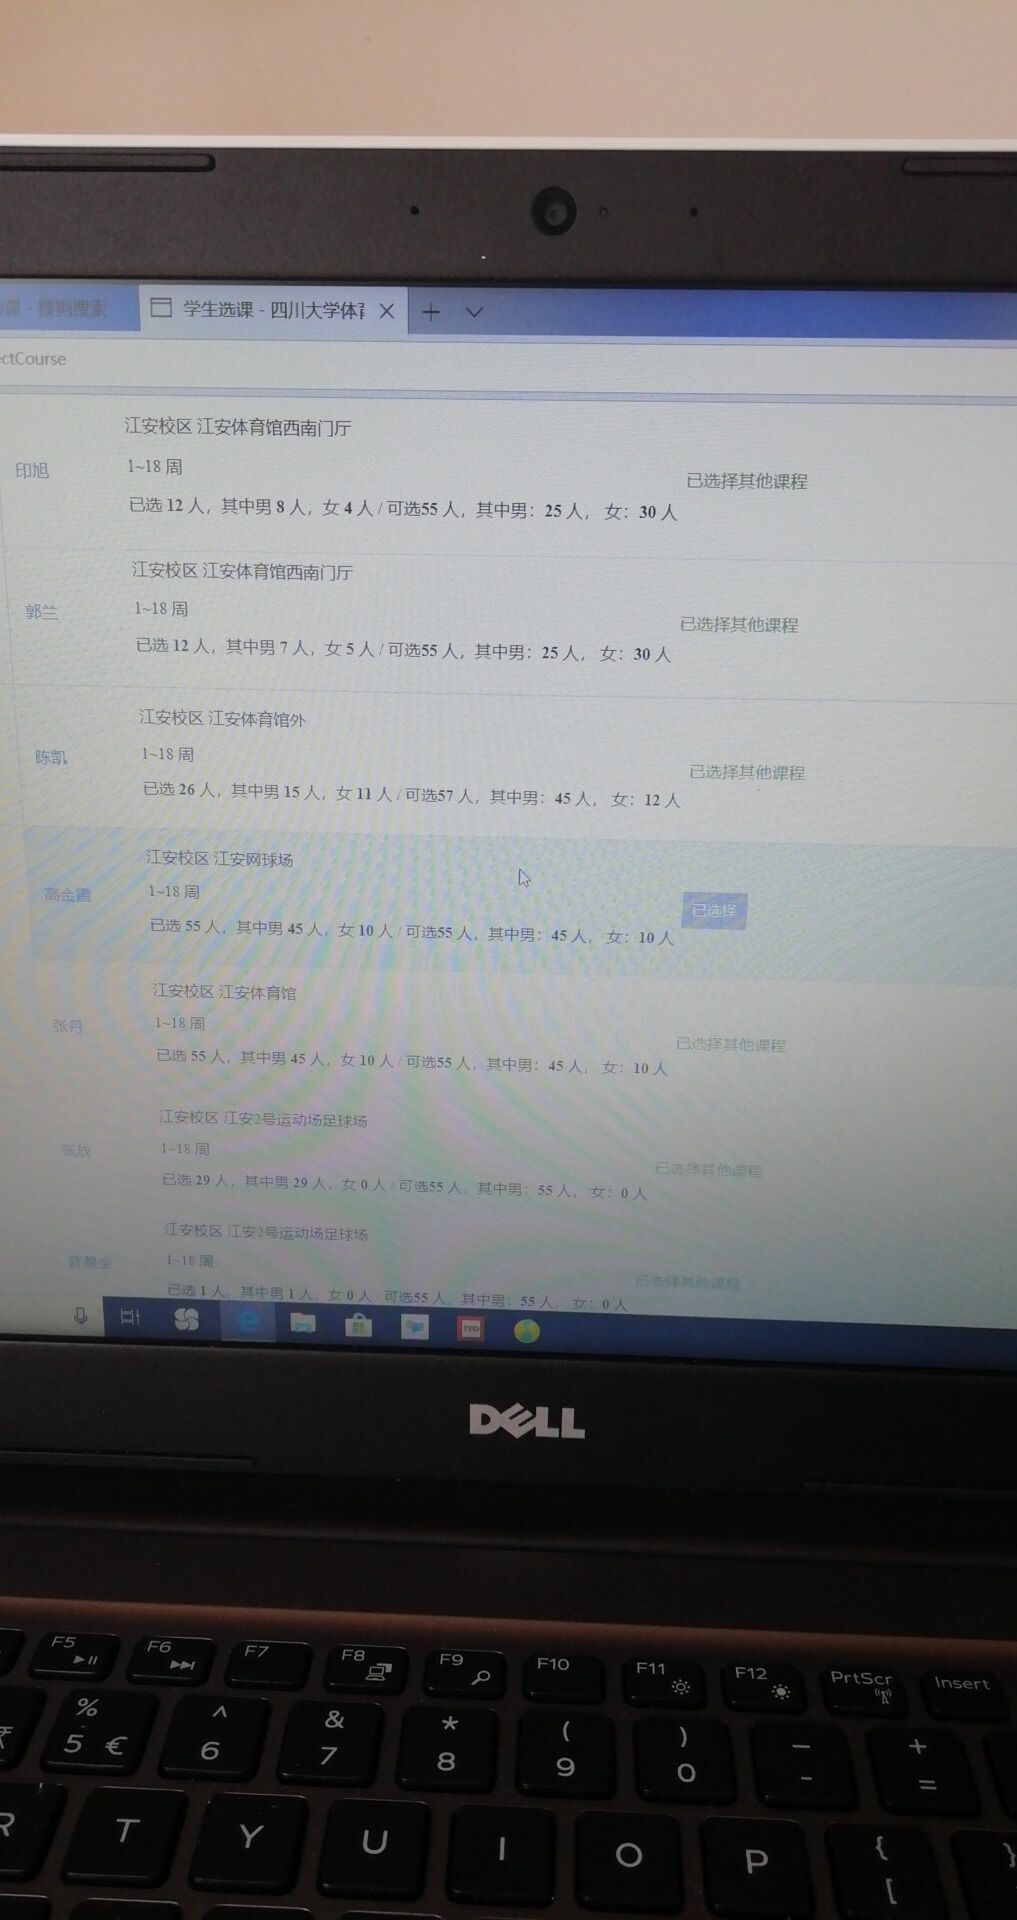 搜狗搜索
学生选课 - 四川大学体
ctCourse
江安校区 江安体育馆西南门厅
印旭
1~18 周
已选择其他课程
已选 12 人，其中男 8 人，女 4 人 / 可选55 人，其中男：25 人， 女：30 人
江安校区 江安体育馆西南门厅
郭兰
1~18 周
已选择其他课程
已选 12 人，其中男 7 人，女 5 人 / 可选55 人，其中男：25 人， 女：30 人
江安校区 江安体育馆外
陈凯
1~18 周
已选择其他课程
已选 26 人，其中男 15 人，女 11 人 / 可选57 人，其中男：45 人， 女：12 人
江安校区 江安网球场
高金霞
1~18 周
已选择
已选 55 人，其中男 45 人，女 10 人 / 可选55 人，其中男：45 人， 女：10 人
江安校区 江安体育馆
张丹
1~18 周
已选择其他课程
已选 55 人，其中男 45 人，女 10 人 / 可选55 人，其中男：45 人， 女：10 人
江安校区 江安2号运动场足球场
张放
1~18 周
已选择其他课程
已选 29 人，其中男 29 人，女 0 人 / 可选55 人，其中男：55 人， 女：0 人
江安校区 江安2号运动场足球场
1~18 周
已选择其他课程
已选 1 人，其中男 1 人，女 0 人 / 可选55 人，其中男：55 人， 女：0 人
TED
DELL
F5 F6 F7 F8 F9 F10 F11 F12 PrtScr Insert
% ^ & * ( ) _ +
5 € 6 7 8 9 0 - =
R T Y U I O P { }
[